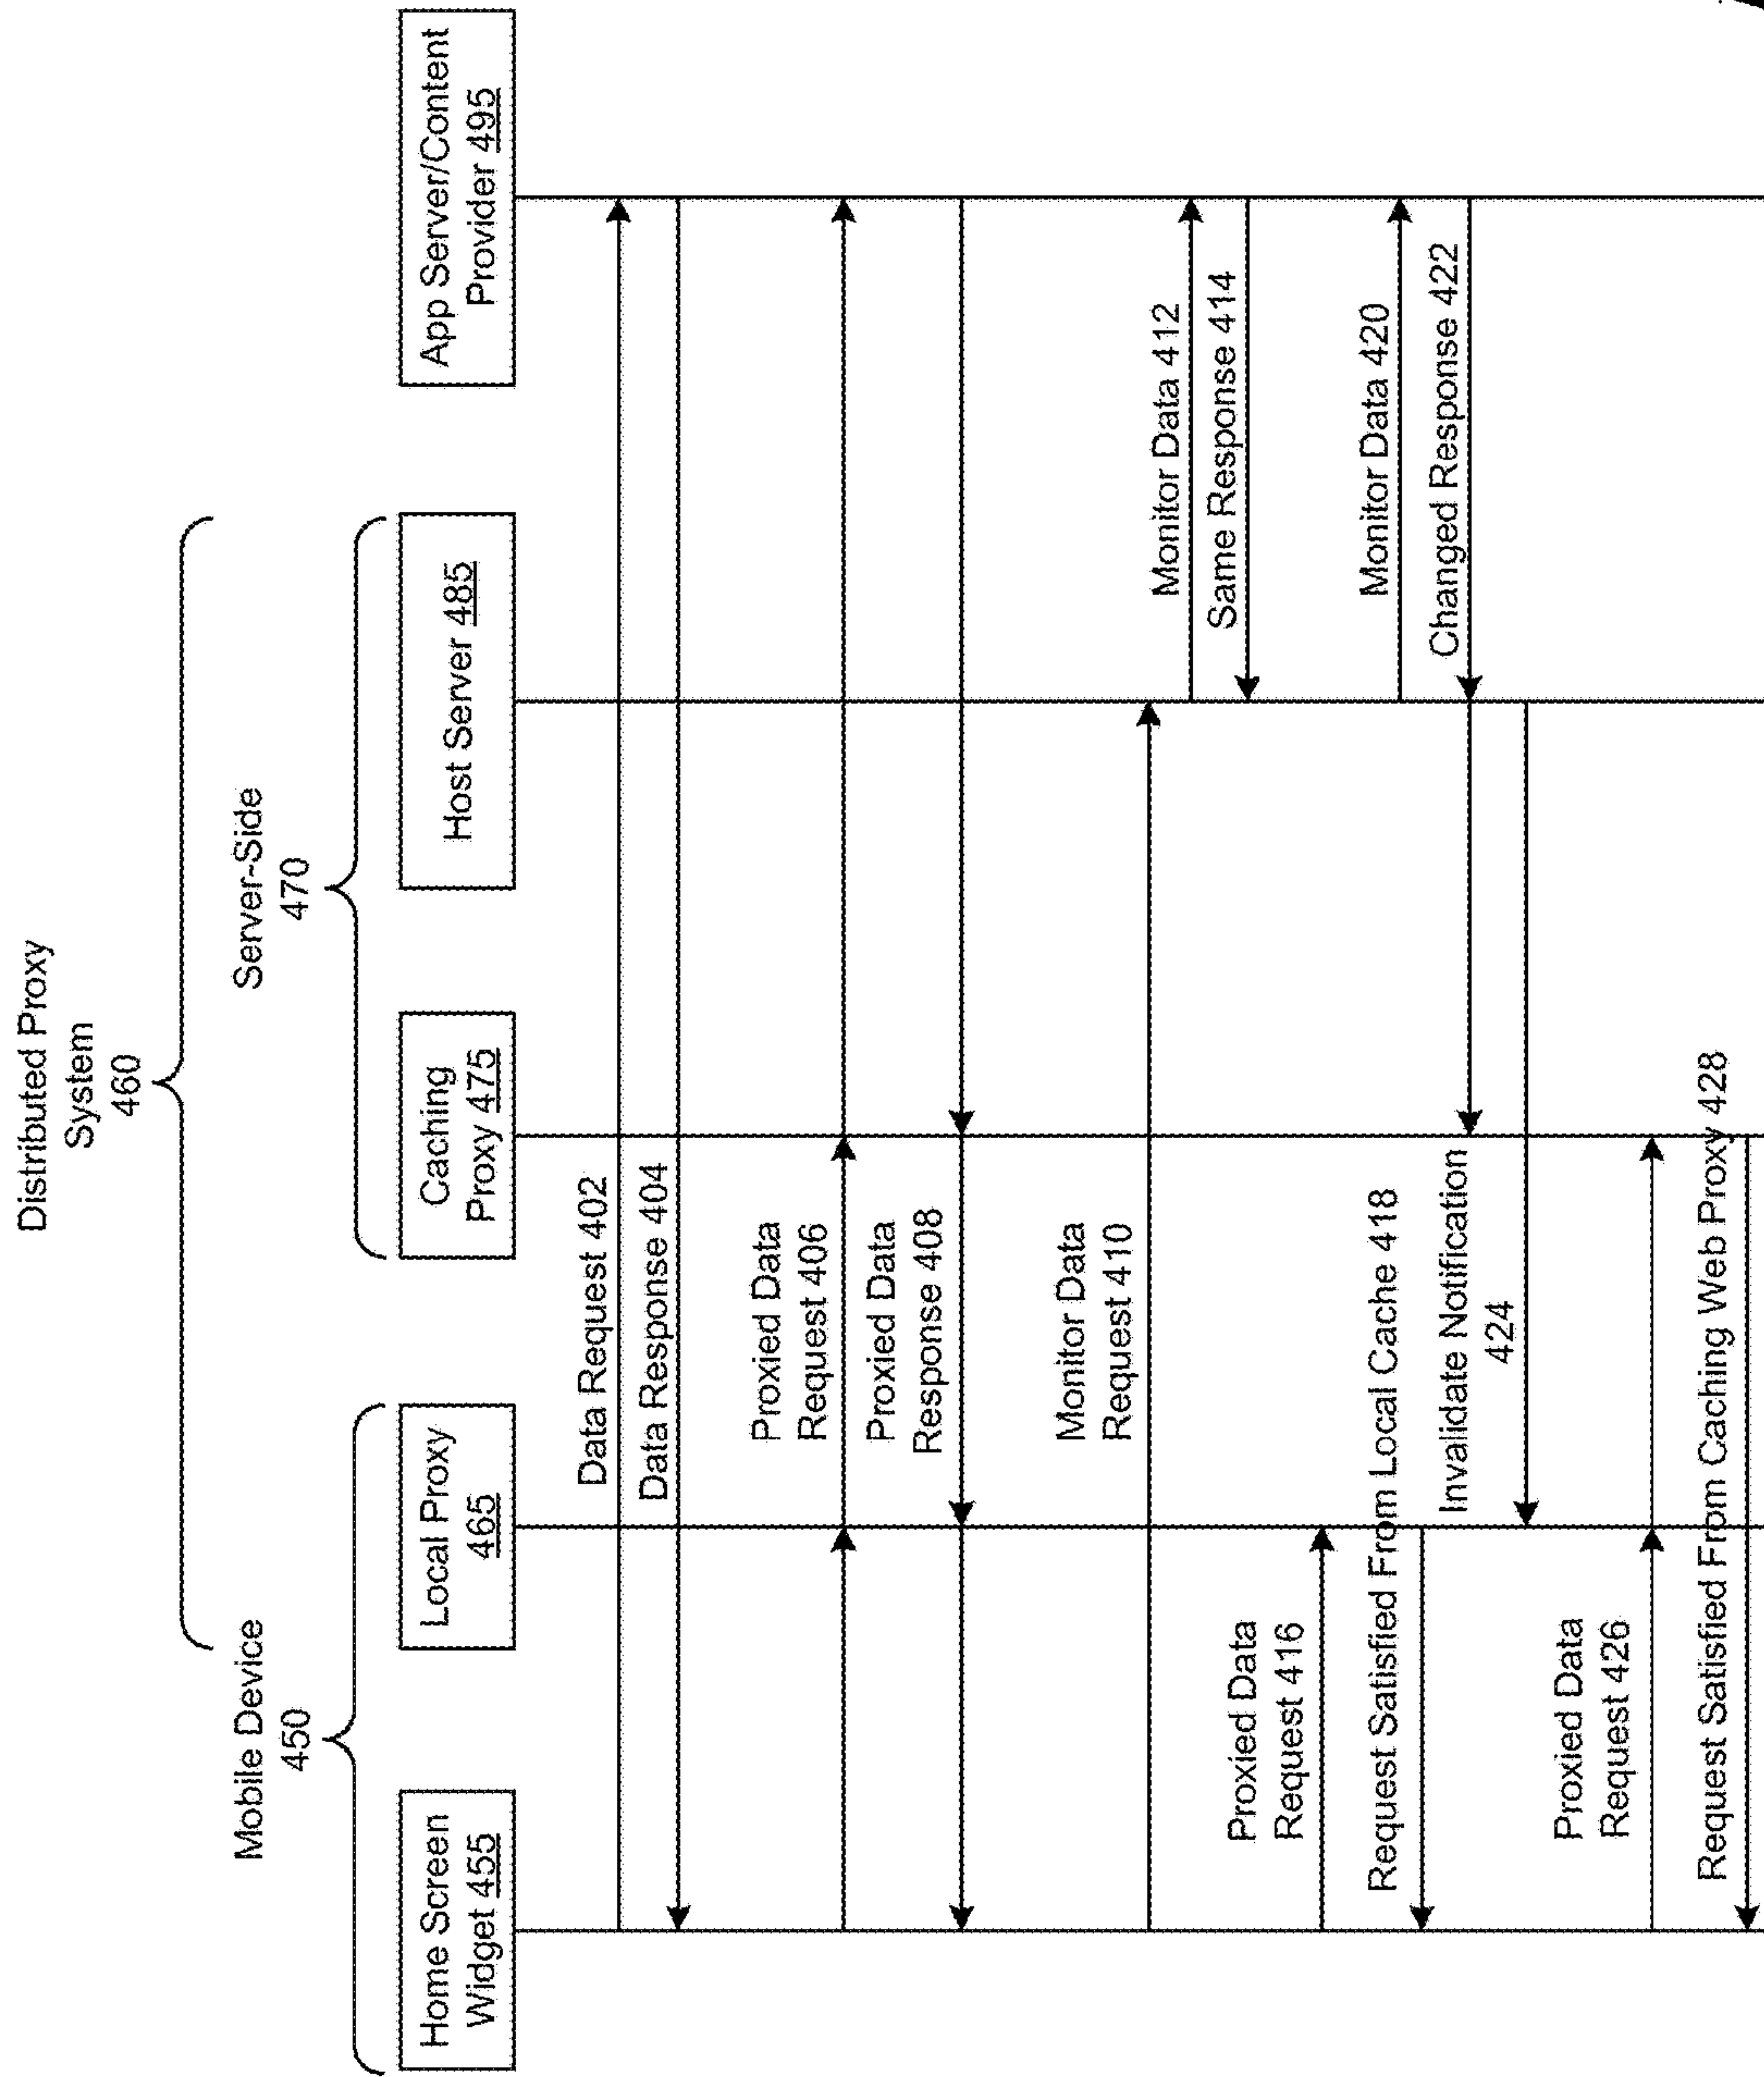 Distributed Proxy
System
460
Mobile Device
450
Server-Side
470
Home Screen
Widget 455
Local Proxy
465
Caching
Proxy 475
Host Server 485
App Server/Content
Provider 495
Data Request 402
Data Response 404
Proxied Data
Request 406
Proxied Data
Response 408
Monitor Data
Request 410
Monitor Data 412
Same Response 414
Proxied Data
Request 416
Request Satisfied From Local Cache 418
Monitor Data 420
Changed Response 422
Invalidate Notification
424
Proxied Data
Request 426
Request Satisfied From Caching Web Proxy 428